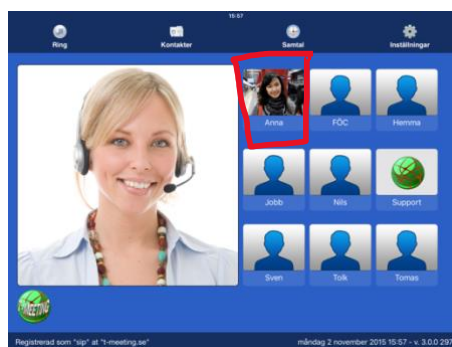 15:57
Ring Kontakter Samtal Inställningar
Anna FÖC Hemma
Jobb Nils Support
Sven Tolk Tomas
T-MEETING
Registrerad som "sip" at "t-meeting.se" måndag 2 november 2015 15:57 - v. 3.0.0 297